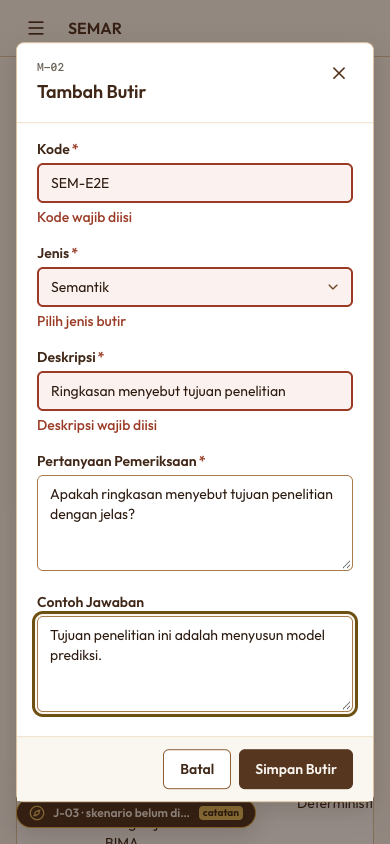 SEMAR
M—02
Tambah Butir
Kode *
SEM-E2E
Kode wajib diisi
Jenis *
Semantik
Pilih jenis butir
Deskripsi *
Ringkasan menyebut tujuan penelitian
Deskripsi wajib diisi
Pertanyaan Pemeriksaan *
Apakah ringkasan menyebut tujuan penelitian
dengan jelas?
Contoh Jawaban
Tujuan penelitian ini adalah menyusun model
prediksi.
Batal
Simpan Butir
J-03 · skenario belum di...
catatan
BIMA